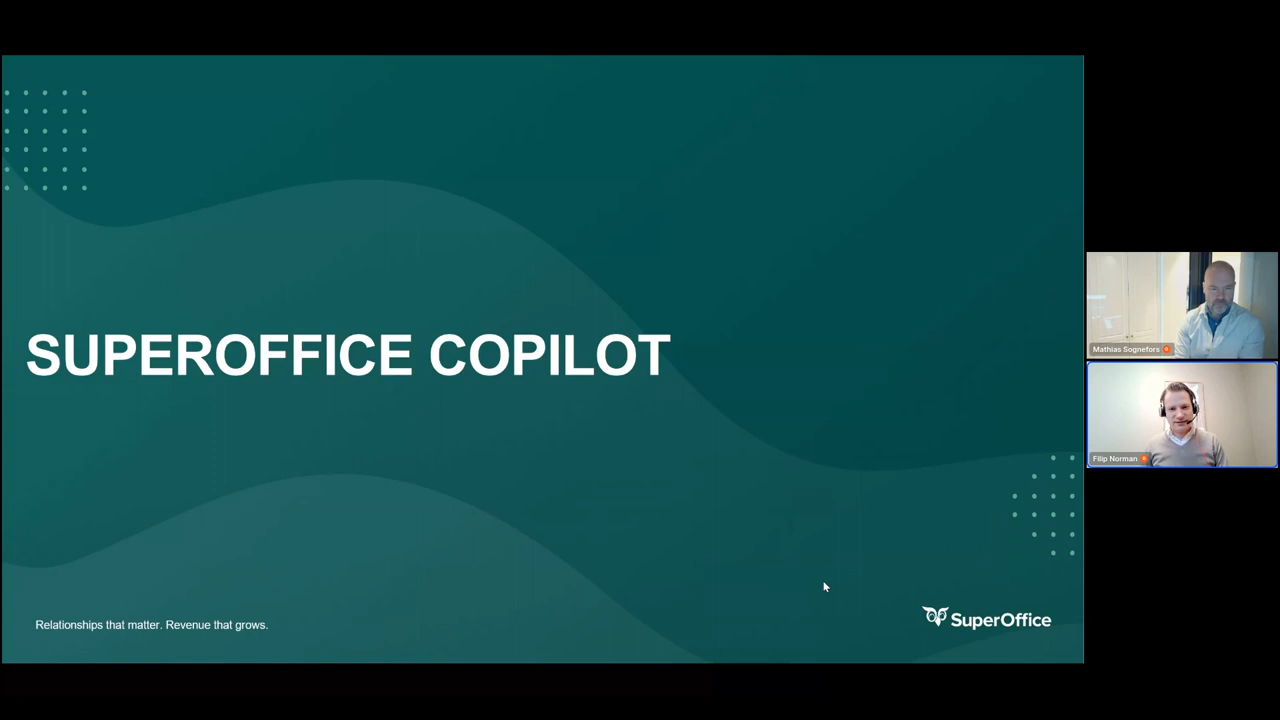 SUPEROFFICE COPILOT
Relationships that matter. Revenue that grows.
SuperOffice
Mathias Sognefors
Filip Norman